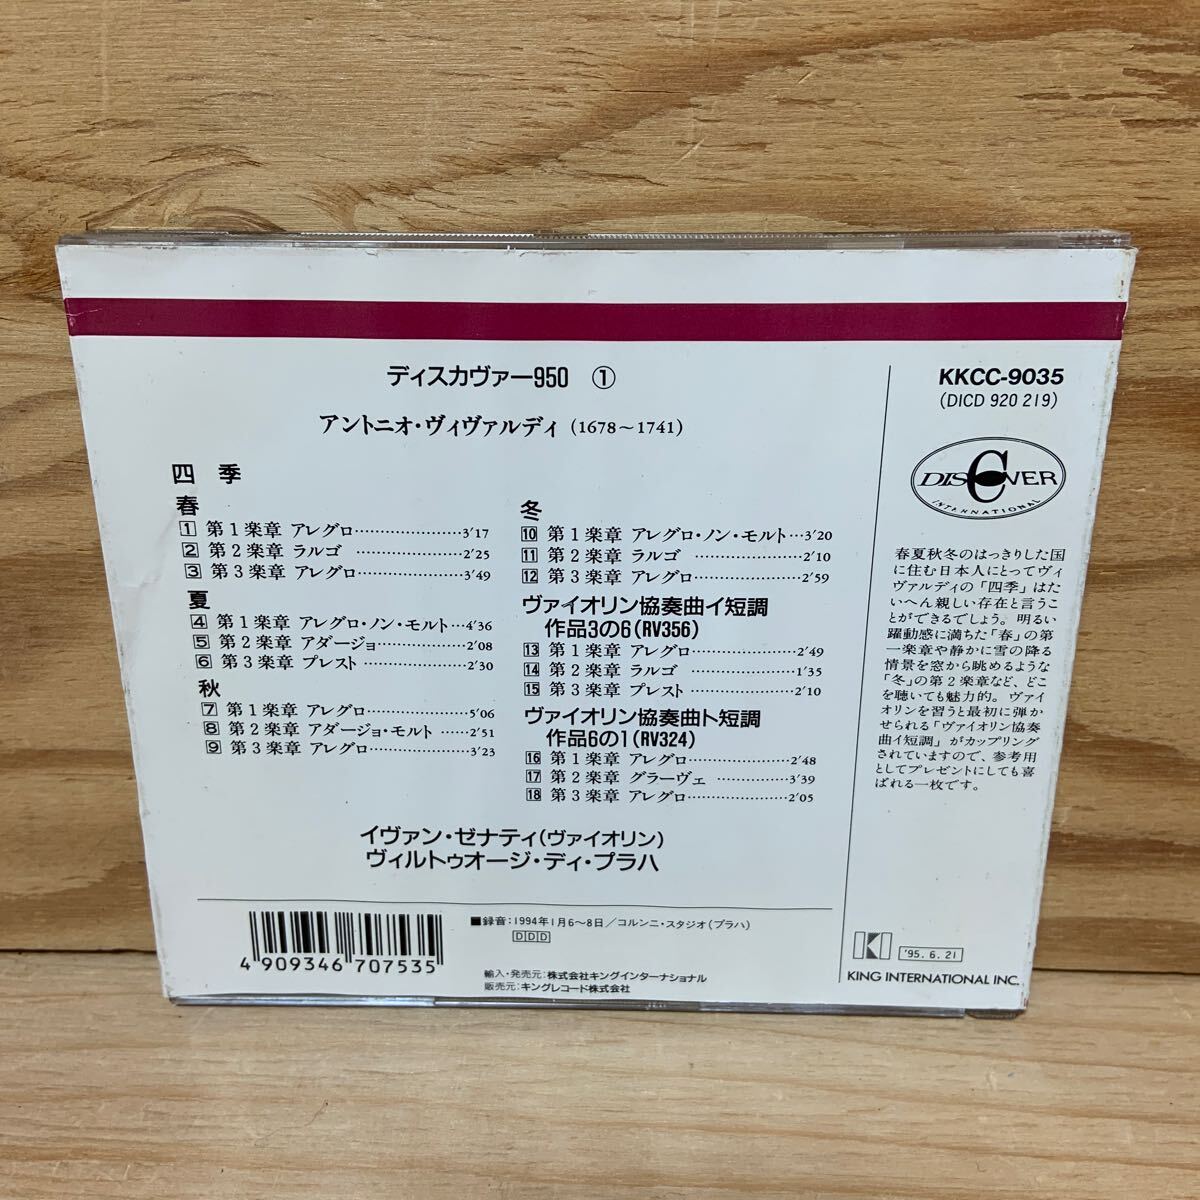 ディスカヴァー950 ①
アントニオ・ヴィヴァルディ (1678～1741)
四 季
春
1 第1楽章 アレグロ………………3′17
2 第2楽章 ラルゴ ………………2′25
3 第3楽章 アレグロ………………3′49
夏
4 第1楽章 アレグロ・ノン・モルト…4′36
5 第2楽章 アダージョ……………2′08
6 第3楽章 プレスト ………………2′30
秋
7 第1楽章 アレグロ………………5′06
8 第2楽章 アダージョ・モルト ……2′51
9 第3楽章 アレグロ………………3′23
冬
10 第1楽章 アレグロ・ノン・モルト…3′20
11 第2楽章 ラルゴ ………………2′10
12 第3楽章 アレグロ………………2′59
ヴァイオリン協奏曲イ短調
作品3の6(RV356)
13 第1楽章 アレグロ………………2′49
14 第2楽章 ラルゴ ………………1′35
15 第3楽章 プレスト ………………2′10
ヴァイオリン協奏曲ト短調
作品6の1(RV324)
16 第1楽章 アレグロ………………2′48
17 第2楽章 グラーヴェ ……………3′39
18 第3楽章 アレグロ………………2′05
イヴァン・ゼナティ(ヴァイオリン)
ヴィルトゥオージ・ディ・プラハ
4 909346 707535
■録音：1994年1月6～8日／コルンニ・スタジオ(プラハ)
DDD
輸入・発売元：株式会社キングインターナショナル
販売元：キングレコード株式会社
KKCC-9035
(DICD 920 219)
DISCOVER
INTERNATIONAL
春夏秋冬のはっきりした国
に住む日本人にとってヴィ
ヴァルディの「四季」はた
いへん親しい存在と言うこ
とができるでしょう。明るい
躍動感に満ちた「春」の第
一楽章や静かに雪の降る
情景を窓から眺めるような
「冬」の第2楽章など、どこ
を聴いても魅力的。ヴァイ
オリンを習うと最初に弾か
せられる「ヴァイオリン協奏
曲イ短調」がカップリング
されていますので、参考用
としてプレゼントにしても喜
ばれる一枚です。
KI
'95.6.21
KING INTERNATIONAL INC.